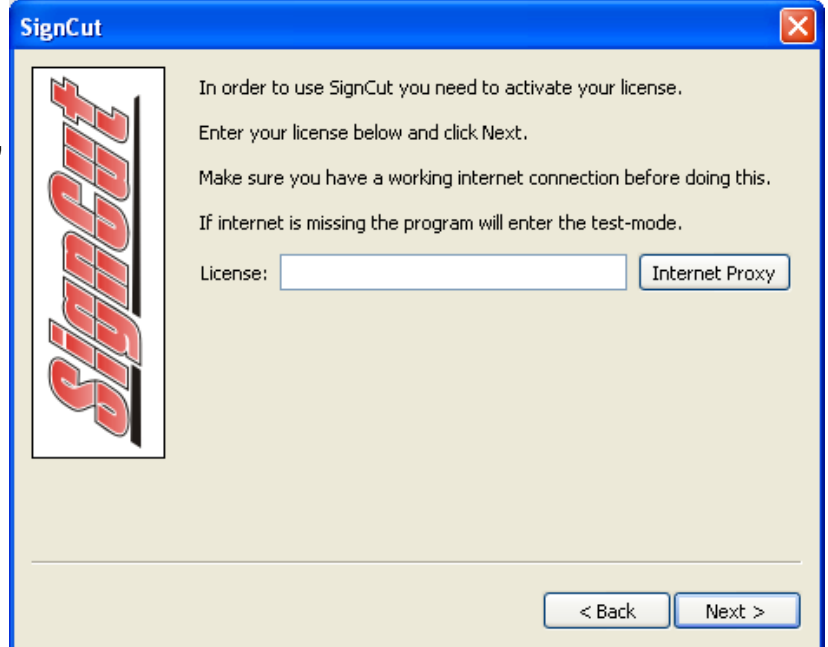 SignCut
In order to use SignCut you need to activate your license.
Enter your license below and click Next.
Make sure you have a working internet connection before doing this.
If internet is missing the program will enter the test-mode.
License:
Internet Proxy
SignCut
< Back
Next >